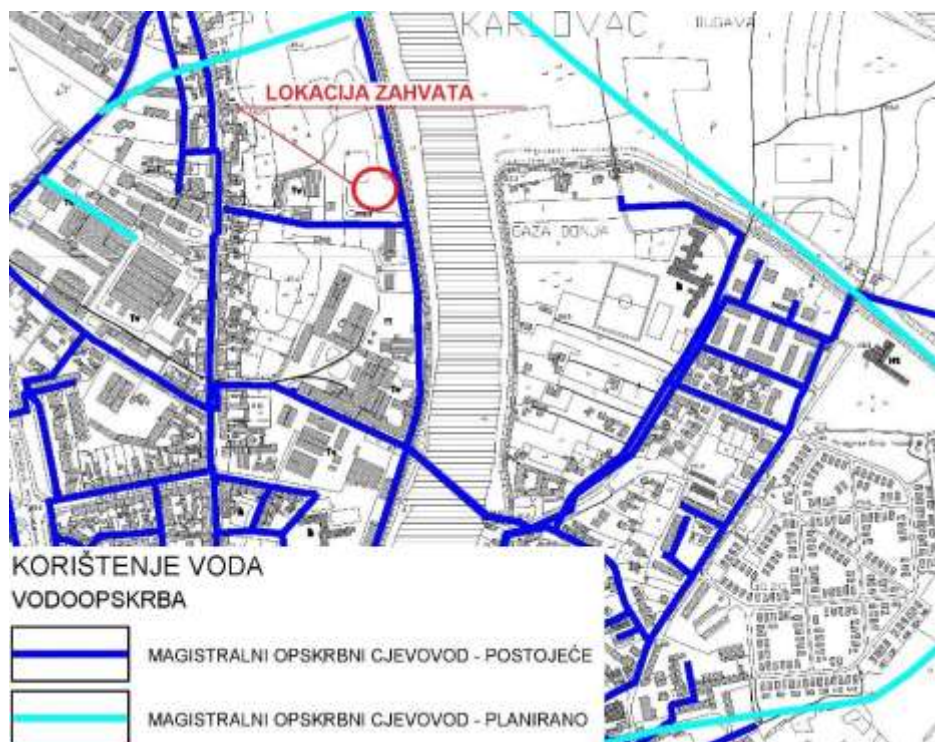 KARLOVAC
LOKACIJA ZAHVATA
GAZA DONJA
KORIŠTENJE VODA
VODOOPSKRBA
MAGISTRALNI OPSKRBNI CJEVOVOD - POSTOJEĆE
MAGISTRALNI OPSKRBNI CJEVOVOD - PLANIRANO